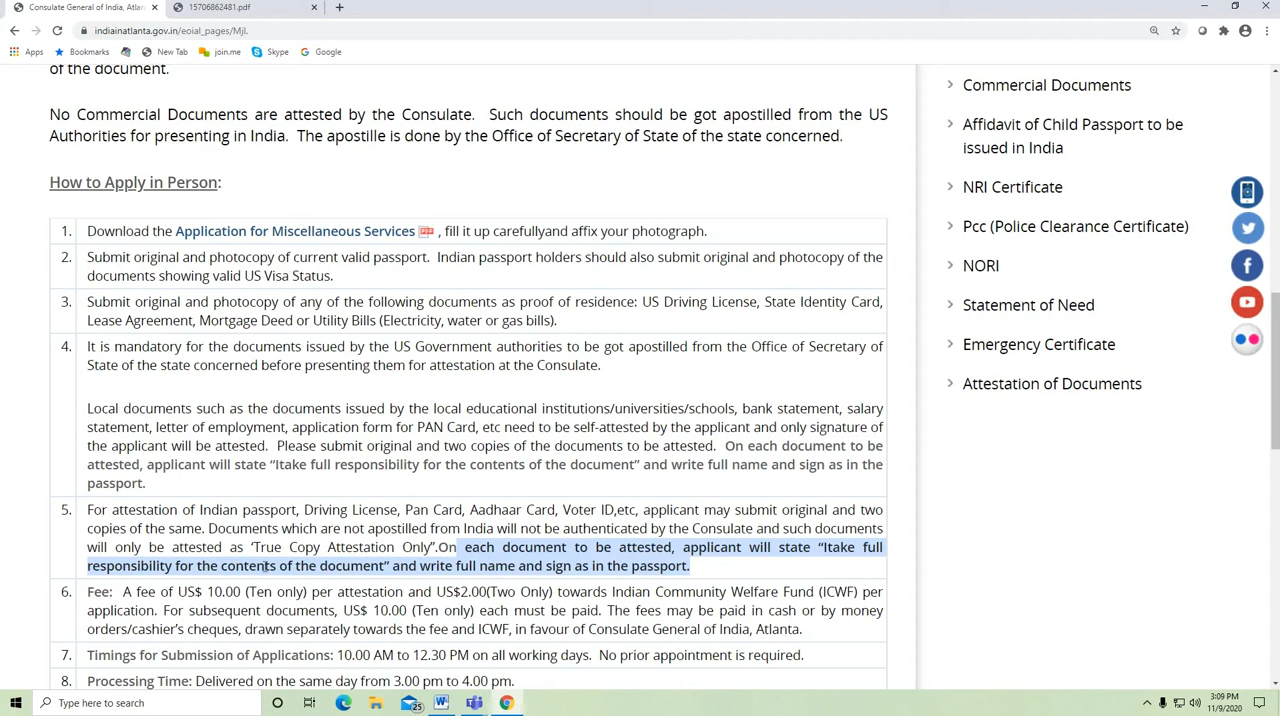 Consulate General of India, Atlanta
15706862481.pdf
indiainatlanta.gov.in/eoial_pages/MjI,
Apps
Bookmarks
New Tab
join.me
Skype
Google
of the document.
No Commercial Documents are attested by the Consulate. Such documents should be got apostilled from the US
Authorities for presenting in India. The apostille is done by the Office of Secretary of State of the state concerned.
How to Apply in Person:
1. Download the Application for Miscellaneous Services PDF , fill it up carefullyand affix your photograph.
2. Submit original and photocopy of current valid passport. Indian passport holders should also submit original and photocopy of the
documents showing valid US Visa Status.
3. Submit original and photocopy of any of the following documents as proof of residence: US Driving License, State Identity Card,
Lease Agreement, Mortgage Deed or Utility Bills (Electricity, water or gas bills).
4. It is mandatory for the documents issued by the US Government authorities to be got apostilled from the Office of Secretary of
State of the state concerned before presenting them for attestation at the Consulate.
Local documents such as the documents issued by the local educational institutions/universities/schools, bank statement, salary
statement, letter of employment, application form for PAN Card, etc need to be self-attested by the applicant and only signature of
the applicant will be attested. Please submit original and two copies of the documents to be attested. On each document to be
attested, applicant will state “Itake full responsibility for the contents of the document” and write full name and sign as in the
passport.
5. For attestation of Indian passport, Driving License, Pan Card, Aadhaar Card, Voter ID,etc, applicant may submit original and two
copies of the same. Documents which are not apostilled from India will not be authenticated by the Consulate and such documents
will only be attested as ‘True Copy Attestation Only”.On each document to be attested, applicant will state “Itake full
responsibility for the contents of the document” and write full name and sign as in the passport.
6. Fee: A fee of US$ 10.00 (Ten only) per attestation and US$2.00(Two Only) towards Indian Community Welfare Fund (ICWF) per
application. For subsequent documents, US$ 10.00 (Ten only) each must be paid. The fees may be paid in cash or by money
orders/cashier’s cheques, drawn separately towards the fee and ICWF, in favour of Consulate General of India, Atlanta.
7. Timings for Submission of Applications: 10.00 AM to 12.30 PM on all working days. No prior appointment is required.
8. Processing Time: Delivered on the same day from 3.00 pm to 4.00 pm.
Commercial Documents
Affidavit of Child Passport to be
issued in India
NRI Certificate
Pcc (Police Clearance Certificate)
NORI
Statement of Need
Emergency Certificate
Attestation of Documents
Type here to search
25
3:09 PM
11/9/2020